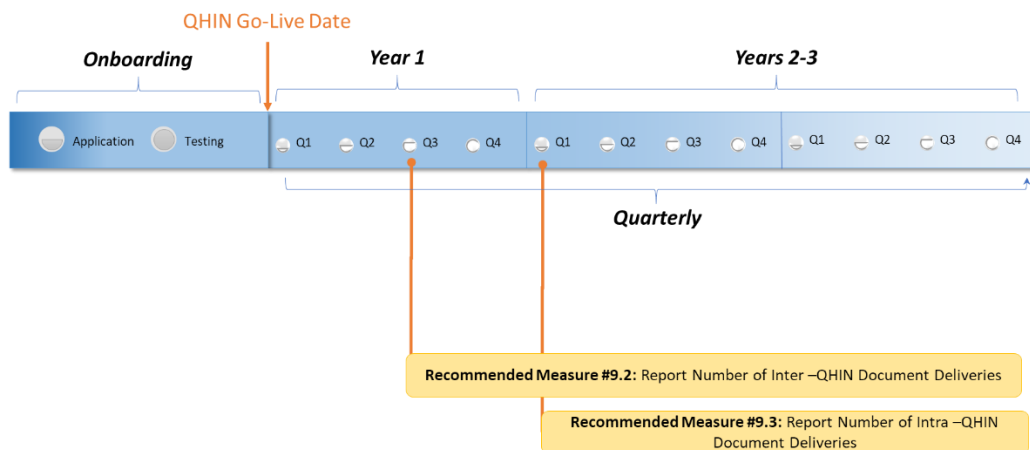 QHIN Go-Live Date
Onboarding
Year 1
Years 2-3
Application
Testing
Q1
Q2
Q3
Q4
Q1
Q2
Q3
Q4
Q1
Q2
Q3
Q4
Quarterly
Recommended Measure #9.2: Report Number of Inter –QHIN Document Deliveries
Recommended Measure #9.3: Report Number of Intra –QHIN
Document Deliveries